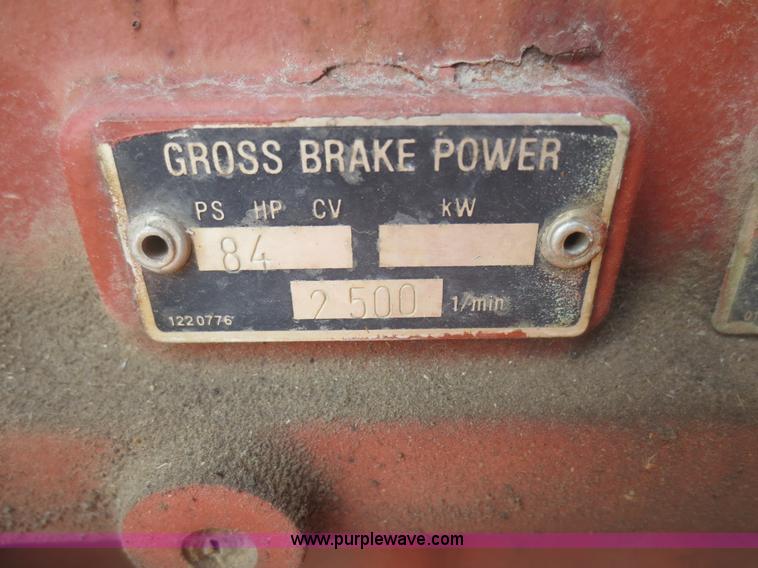 GROSS BRAKE POWER
PS HP CV kW
84
2 500 1/min
1220776
www.purplewave.com